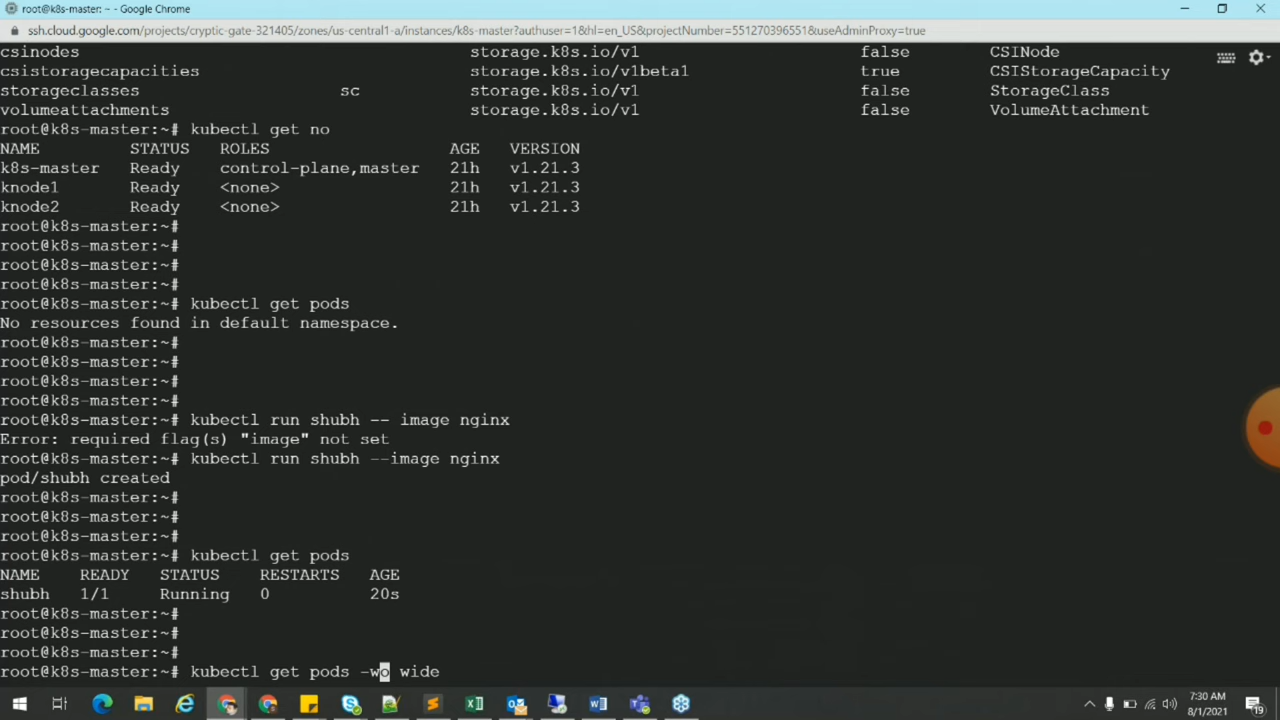 root@k8s-master: ~ - Google Chrome
ssh.cloud.google.com/projects/cryptic-gate-321405/zones/us-central1-a/instances/k8s-master?authuser=1&hl=en_US&projectNumber=551270396551&useAdminProxy=true
csinodes storage.k8s.io/v1 false CSINode
csistoragecapacities storage.k8s.io/v1beta1 true CSIStorageCapacity
storageclasses sc storage.k8s.io/v1 false StorageClass
volumeattachments storage.k8s.io/v1 false VolumeAttachment
root@k8s-master:~# kubectl get no
NAME STATUS ROLES AGE VERSION
k8s-master Ready control-plane,master 21h v1.21.3
knode1 Ready <none> 21h v1.21.3
knode2 Ready <none> 21h v1.21.3
root@k8s-master:~#
root@k8s-master:~#
root@k8s-master:~#
root@k8s-master:~#
root@k8s-master:~# kubectl get pods
No resources found in default namespace.
root@k8s-master:~#
root@k8s-master:~#
root@k8s-master:~#
root@k8s-master:~#
root@k8s-master:~# kubectl run shubh -- image nginx
Error: required flag(s) "image" not set
root@k8s-master:~# kubectl run shubh --image nginx
pod/shubh created
root@k8s-master:~#
root@k8s-master:~#
root@k8s-master:~#
root@k8s-master:~# kubectl get pods
NAME READY STATUS RESTARTS AGE
shubh 1/1 Running 0 20s
root@k8s-master:~#
root@k8s-master:~#
root@k8s-master:~#
root@k8s-master:~# kubectl get pods -wo wide
7:30 AM
8/1/2021
19